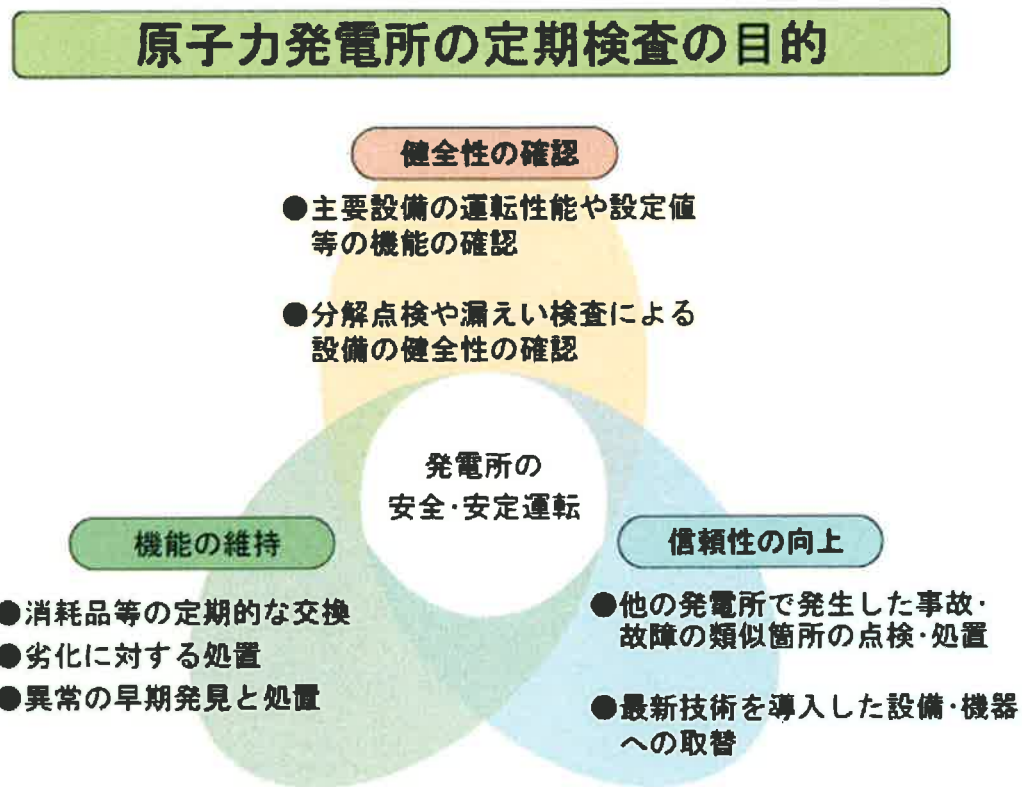 原子力発電所の定期検査の目的
健全性の確認
●主要設備の運転性能や設定値
等の機能の確認
●分解点検や漏えい検査による
設備の健全性の確認
発電所の
安全・安定運転
機能の維持
●消耗品等の定期的な交換
●劣化に対する処置
●異常の早期発見と処置
信頼性の向上
●他の発電所で発生した事故・
故障の類似箇所の点検・処置
●最新技術を導入した設備・機器
への取替